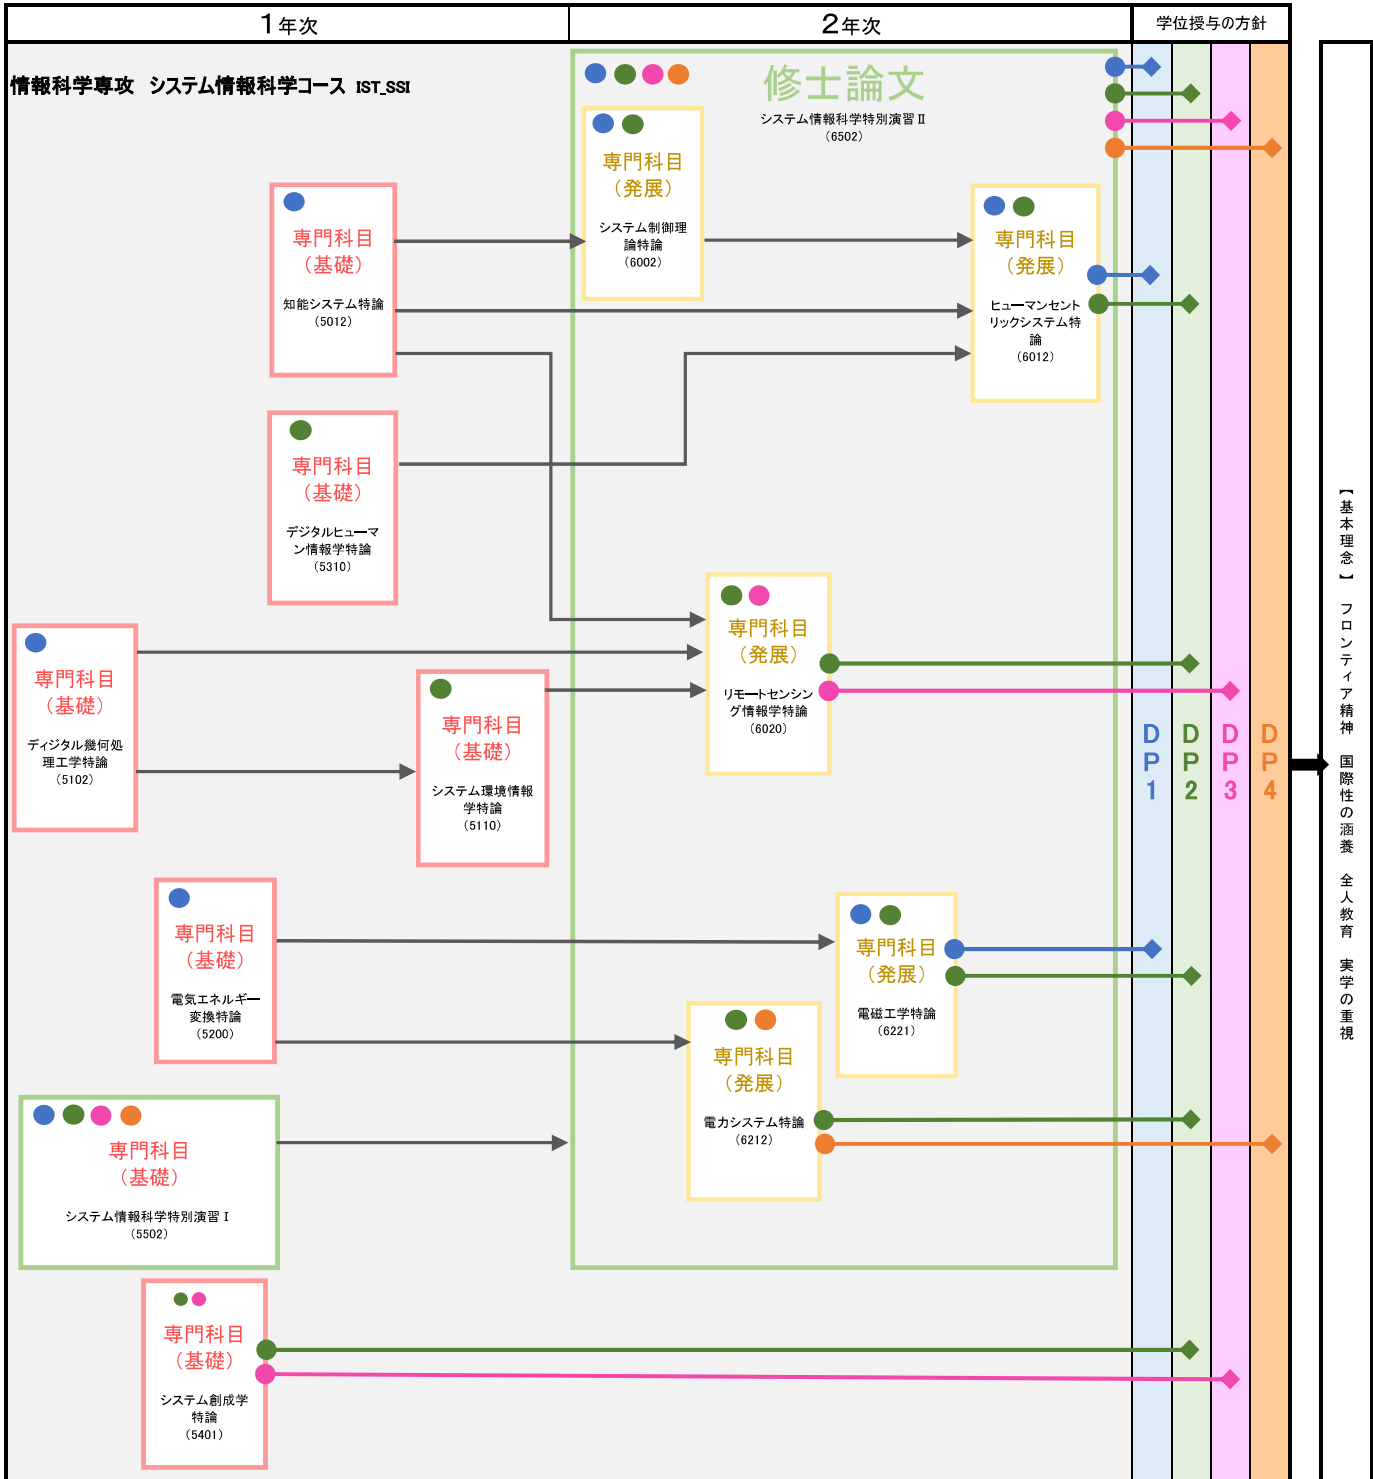 1年次
2年次
学位授与の方針
情報科学専攻 システム情報科学コース IST_SSI
修士論文
システム情報科学特別演習Ⅱ
(6502)
専門科目
(発展)
システム制御理
論特論
(6002)
専門科目
(基礎)
知能システム特論
(5012)
専門科目
(発展)
ヒューマンセント
リックシステム特
論
(6012)
専門科目
(基礎)
デジタルヒューマ
ン情報学特論
(5310)
専門科目
(発展)
リモートセンシン
グ情報学特論
(6020)
専門科目
(基礎)
ディジタル幾何処
理工学特論
(5102)
専門科目
(基礎)
システム環境情報
学特論
(5110)
DP1
DP2
DP3
DP4
【基本理念】 フロンティア精神 国際性の涵養 全人教育 実学の重視
専門科目
(基礎)
電気エネルギー
変換特論
(5200)
専門科目
(発展)
電磁工学特論
(6221)
専門科目
(発展)
電力システム特論
(6212)
専門科目
(基礎)
システム情報科学特別演習Ⅰ
(5502)
専門科目
(基礎)
システム創成学
特論
(5401)